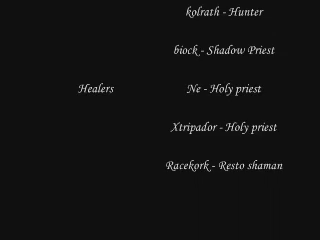 kolrath - Hunter
biock - Shadow Priest
Healers Ne - Holy priest
Xtripador - Holy priest
Racekork - Resto shaman